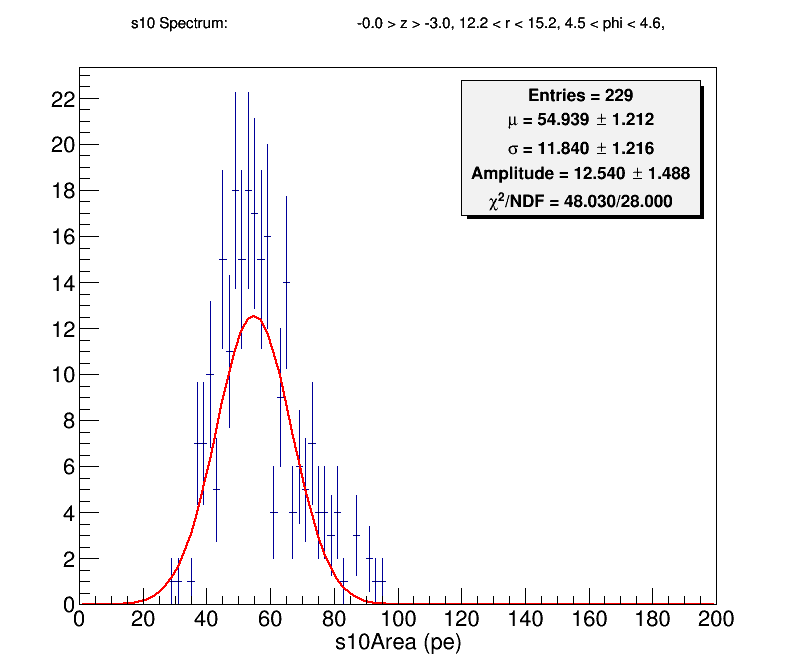 s10 Spectrum: -0.0 > z > -3.0, 12.2 < r < 15.2, 4.5 < phi < 4.6,
Entries = 229
μ = 54.939 ± 1.212
σ = 11.840 ± 1.216
Amplitude = 12.540 ± 1.488
χ²/NDF = 48.030/28.000
22
20
18
16
14
12
10
8
6
4
2
0
0 20 40 60 80 100 120 140 160 180 200
s10Area (pe)